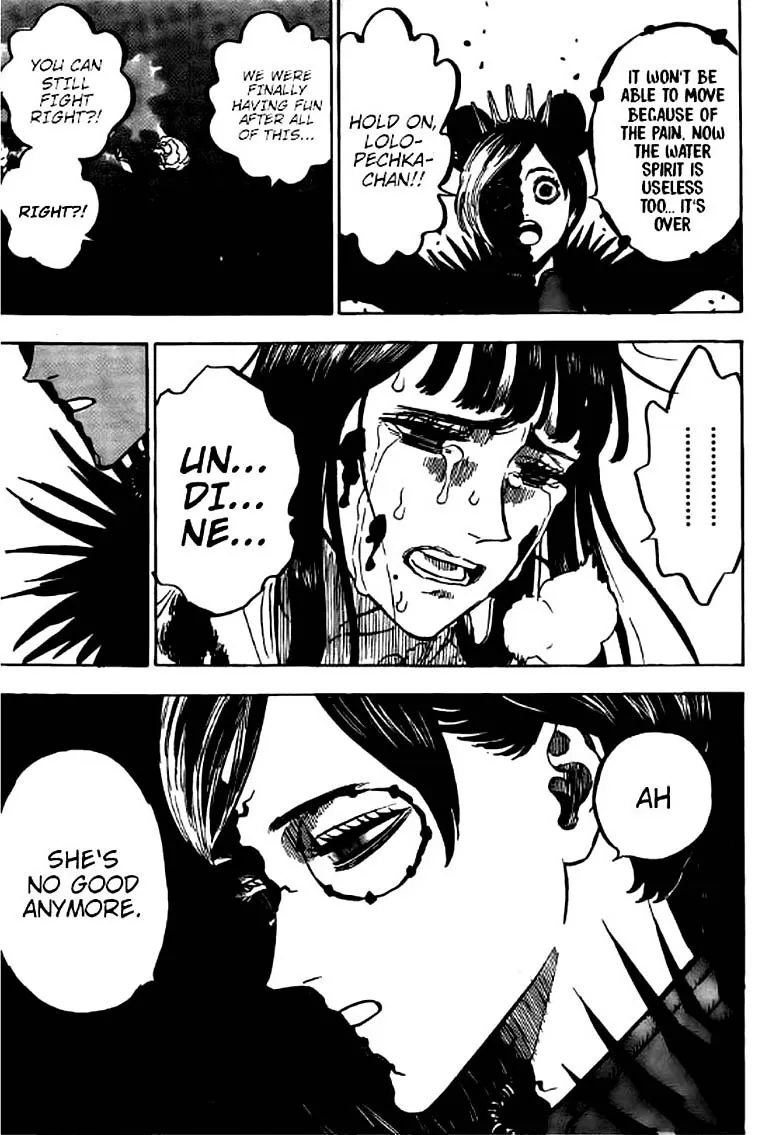 IT WON'T BE
ABLE TO MOVE
BECAUSE OF
THE PAIN. NOW
THE WATER
SPIRIT IS
USELESS
TOO... IT'S
OVER
HOLD ON,
LOLO-
PECHKA-
CHAN!!
WE WERE
FINALLY
HAVING FUN
AFTER ALL
OF THIS...
YOU CAN
STILL
FIGHT
RIGHT?!
RIGHT?!
..........
UN...
DI...
NE...
AH
SHE'S
NO GOOD
ANYMORE.